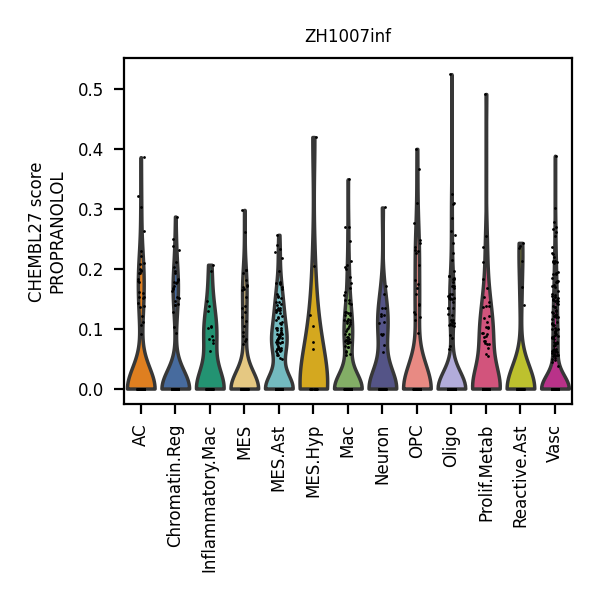 ZH1007inf
CHEMBL27 score
PROPRANOLOL
0.5
0.4
0.3
0.2
0.1
0.0
AC
Chromatin.Reg
Inflammatory.Mac
MES
MES.Ast
MES.Hyp
Mac
Neuron
OPC
Oligo
Prolif.Metab
Reactive.Ast
Vasc